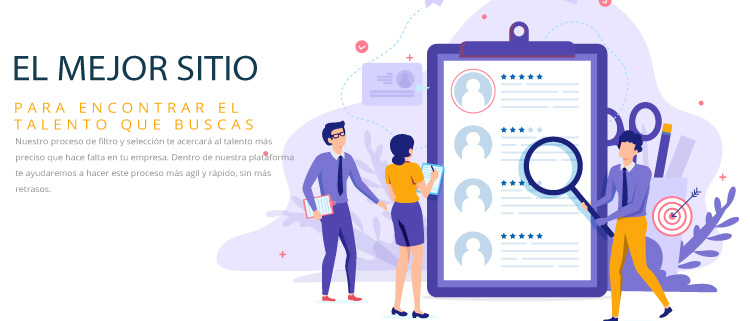 EL MEJOR SITIO
PARA ENCONTRAR EL
TALENTO QUE BUSCAS
Nuestro proceso de filtro y selección te acercará al talento más
preciso que hace falta en tu empresa. Dentro de nuestra plataforma
te ayudaremos a hacer este proceso más agil y rápido, sin más
retrasos.